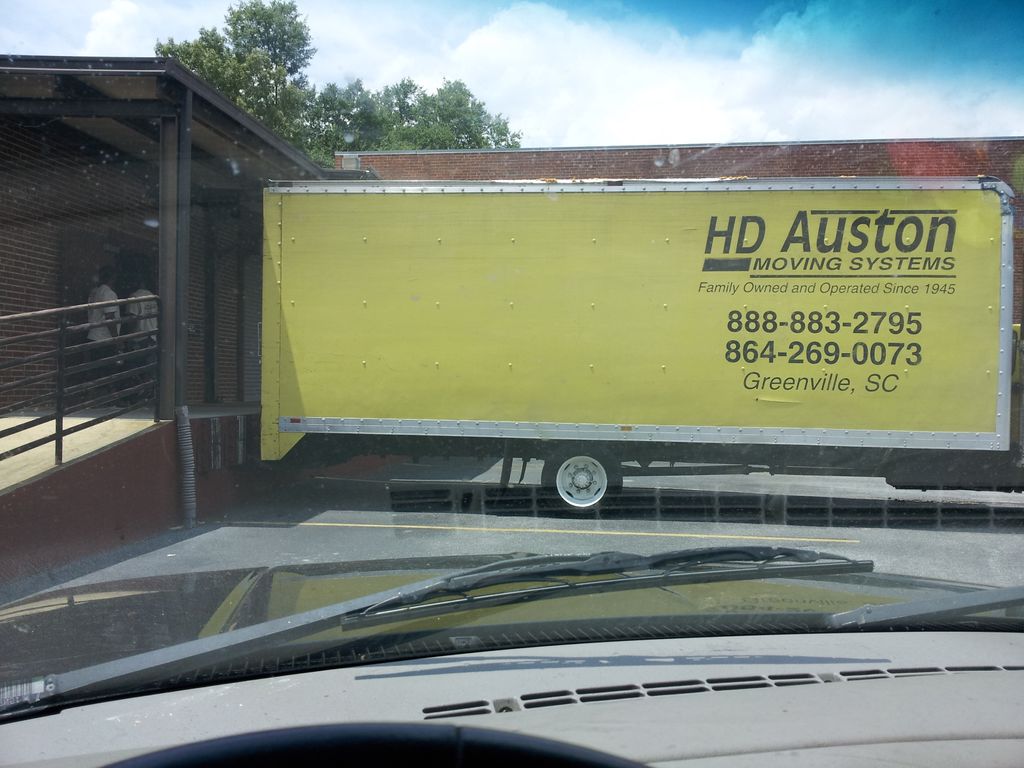 HD Auston
MOVING SYSTEMS
Family Owned and Operated Since 1945
888-883-2795
864-269-0073
Greenville, SC